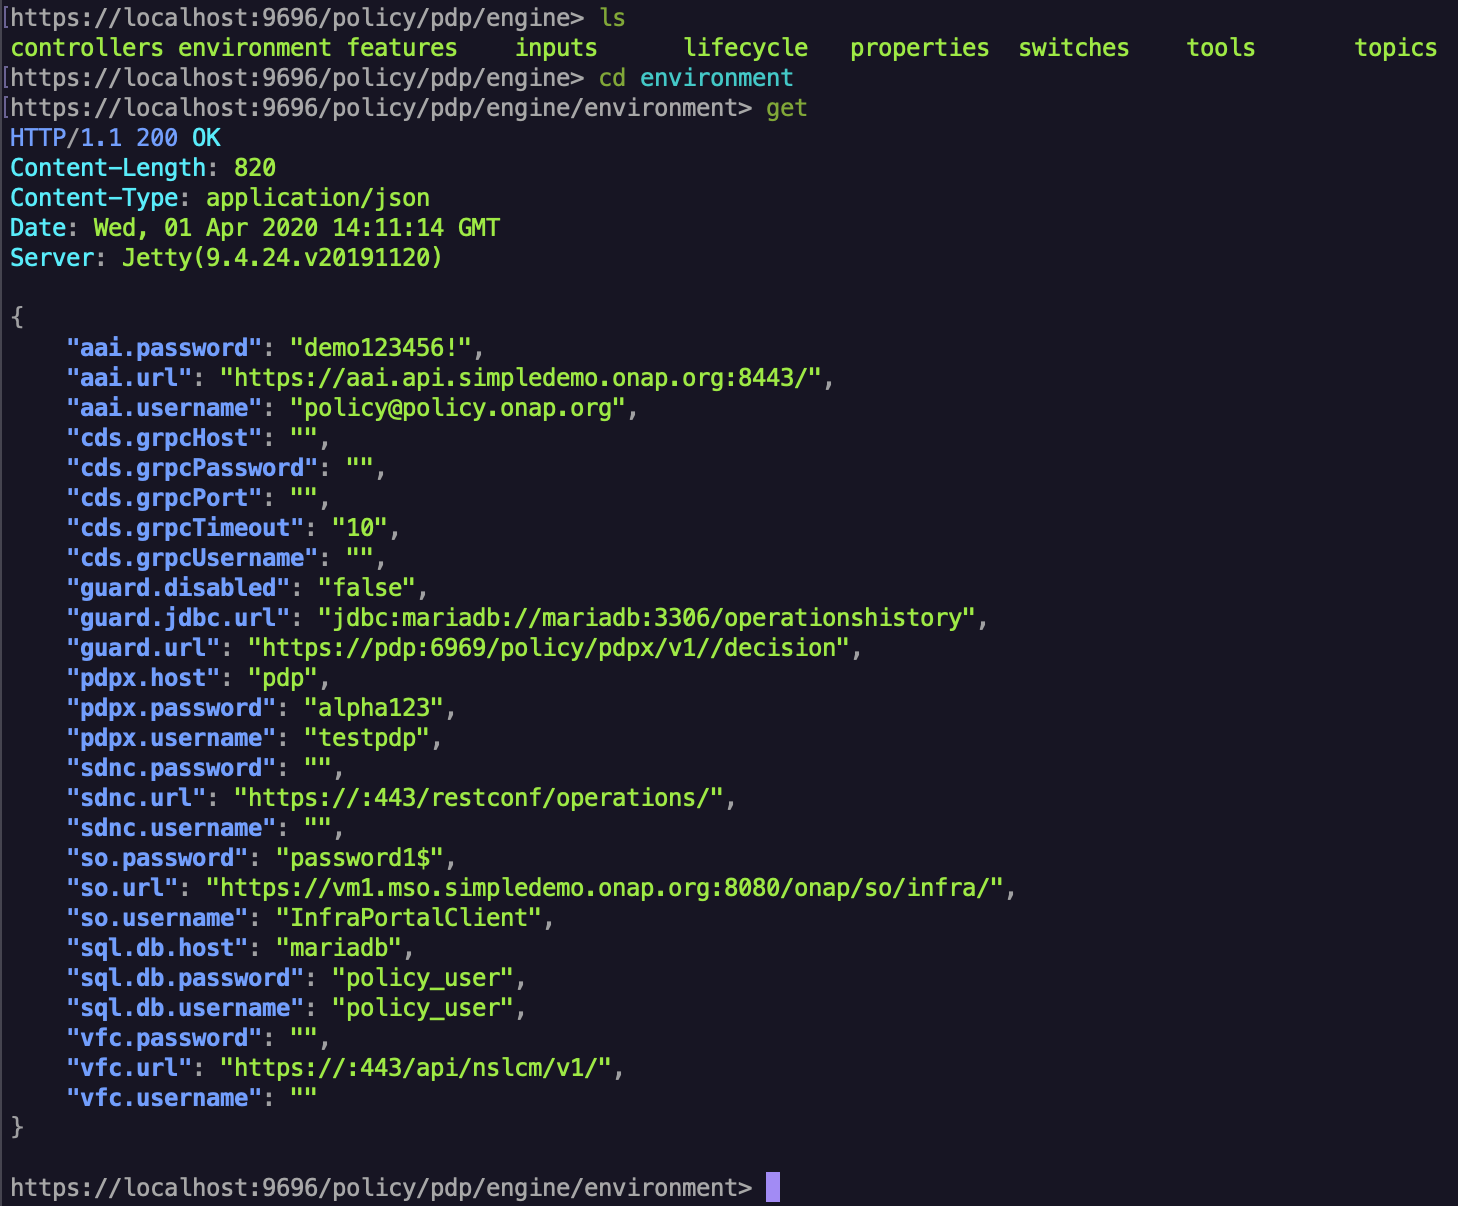 [https://localhost:9696/policy/pdp/engine> ls
controllers environment features    inputs      lifecycle   properties  switches    tools       topics
[https://localhost:9696/policy/pdp/engine> cd environment
[https://localhost:9696/policy/pdp/engine/environment> get
HTTP/1.1 200 OK
Content-Length: 820
Content-Type: application/json
Date: Wed, 01 Apr 2020 14:11:14 GMT
Server: Jetty(9.4.24.v20191120)

{
    "aai.password": "demo123456!",
    "aai.url": "https://aai.api.simpledemo.onap.org:8443/",
    "aai.username": "policy@policy.onap.org",
    "cds.grpcHost": "",
    "cds.grpcPassword": "",
    "cds.grpcPort": "",
    "cds.grpcTimeout": "10",
    "cds.grpcUsername": "",
    "guard.disabled": "false",
    "guard.jdbc.url": "jdbc:mariadb://mariadb:3306/operationshistory",
    "guard.url": "https://pdp:6969/policy/pdpx/v1//decision",
    "pdpx.host": "pdp",
    "pdpx.password": "alpha123",
    "pdpx.username": "testpdp",
    "sdnc.password": "",
    "sdnc.url": "https://:443/restconf/operations/",
    "sdnc.username": "",
    "so.password": "password1$",
    "so.url": "https://vm1.mso.simpledemo.onap.org:8080/onap/so/infra/",
    "so.username": "InfraPortalClient",
    "sql.db.host": "mariadb",
    "sql.db.password": "policy_user",
    "sql.db.username": "policy_user",
    "vfc.password": "",
    "vfc.url": "https://:443/api/nslcm/v1/",
    "vfc.username": ""
}

https://localhost:9696/policy/pdp/engine/environment>